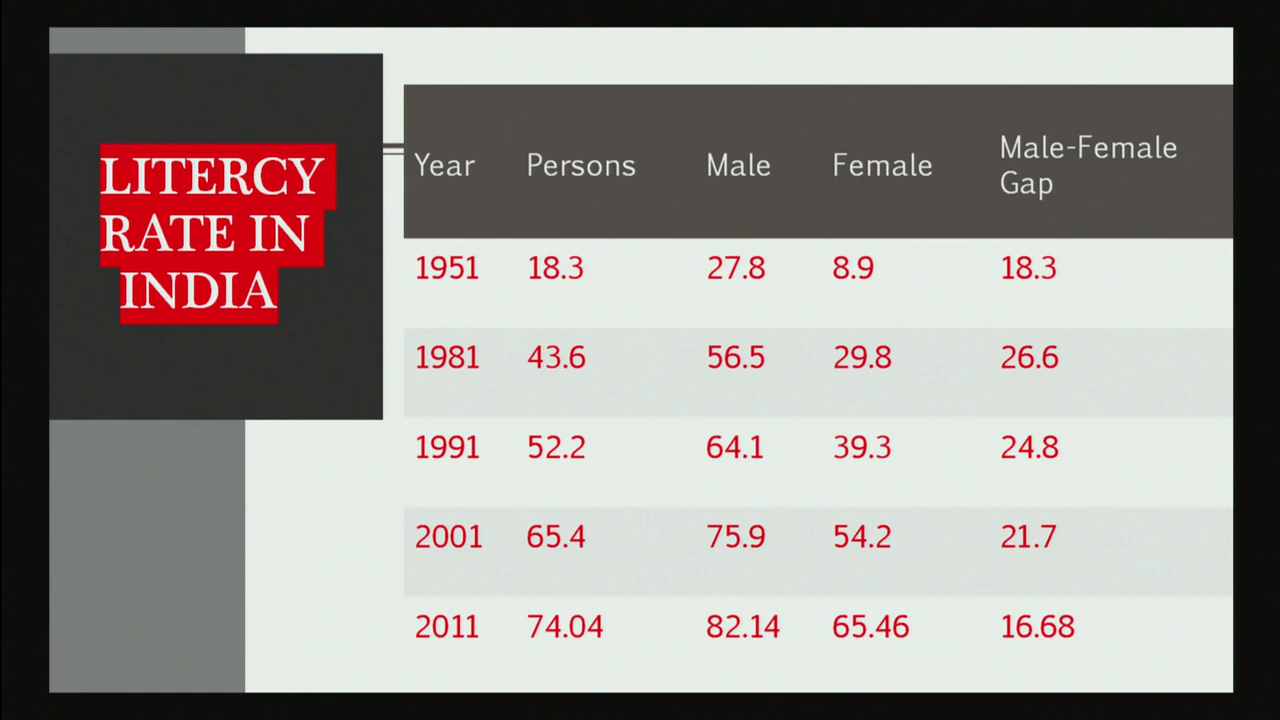 LITERCY
RATE IN
INDIA
Year Persons Male Female Male-Female Gap
1951 18.3 27.8 8.9 18.3
1981 43.6 56.5 29.8 26.6
1991 52.2 64.1 39.3 24.8
2001 65.4 75.9 54.2 21.7
2011 74.04 82.14 65.46 16.68